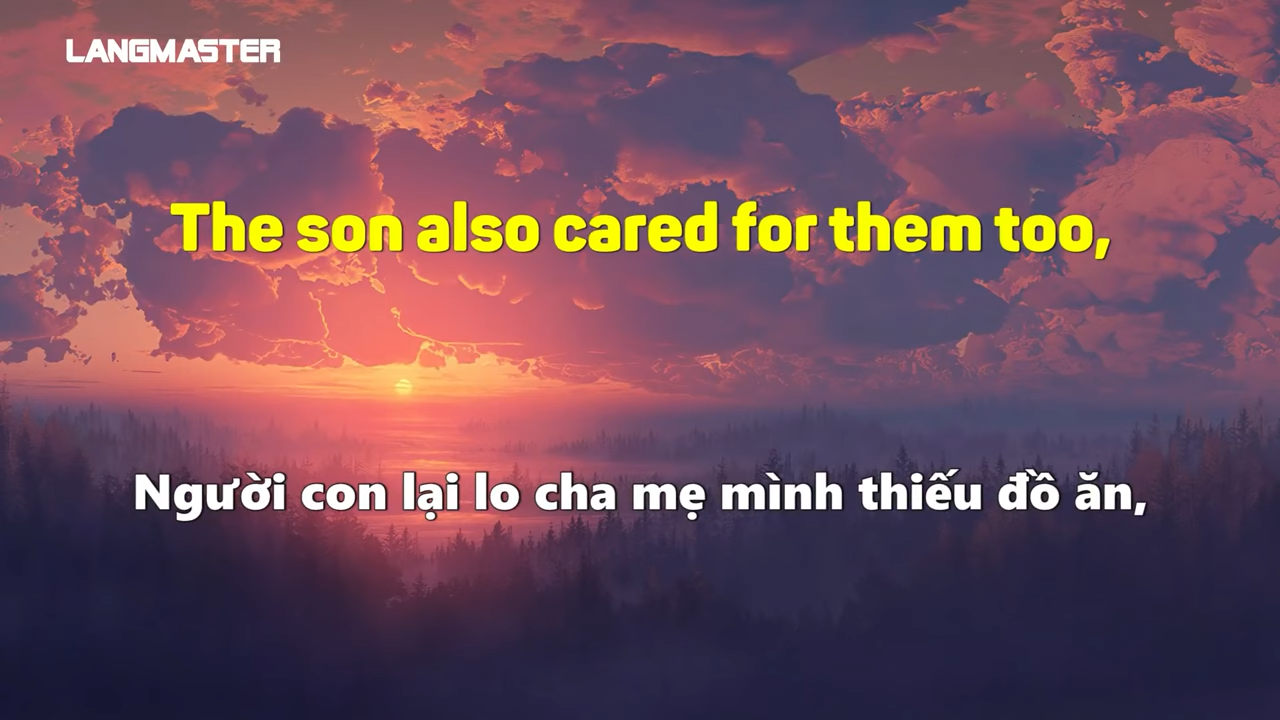 LANGMASTER
The son also cared for them too,
Người con lại lo cha mẹ mình thiếu đồ ăn,